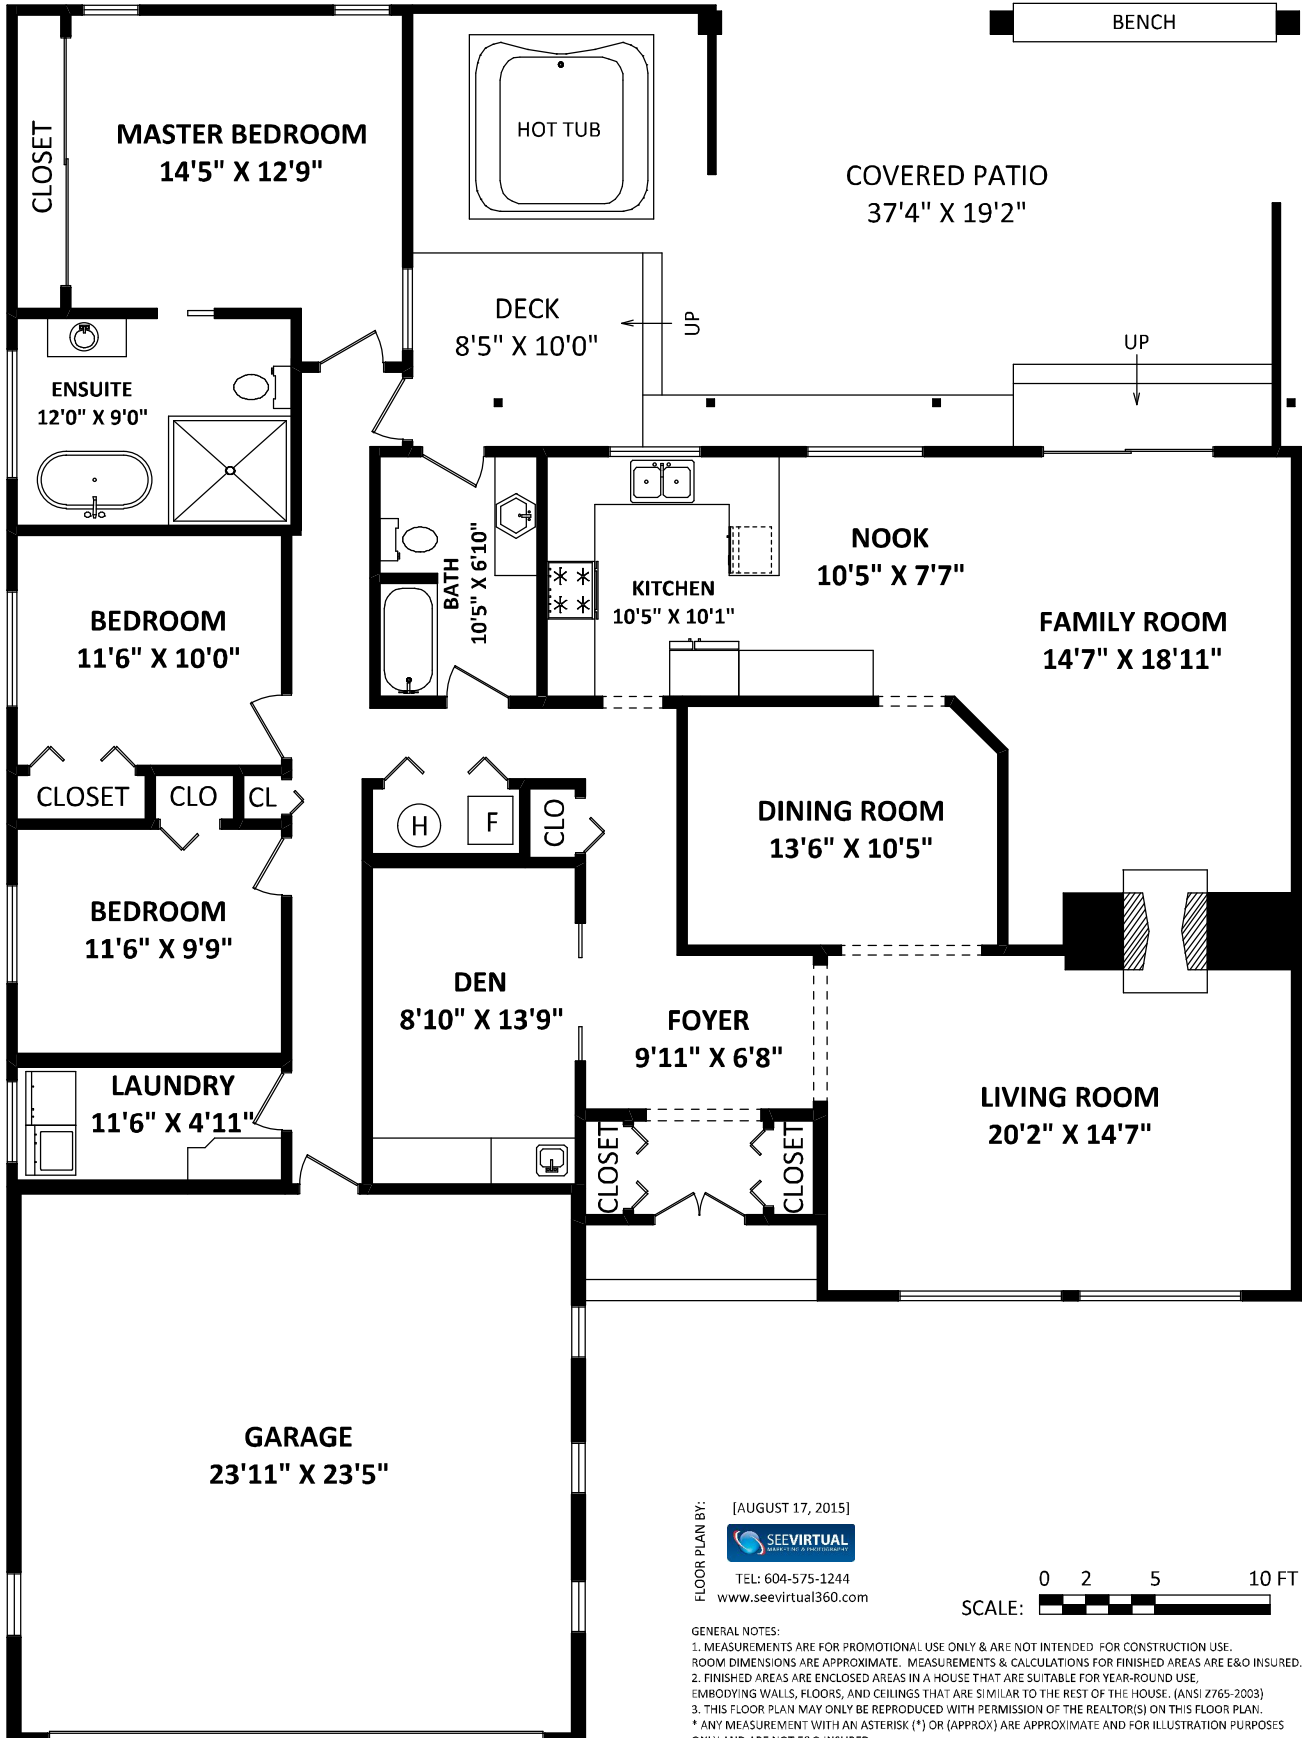 BENCH
CLOSET
MASTER BEDROOM
14'5" X 12'9"
HOT TUB
COVERED PATIO
37'4" X 19'2"
DECK
8'5" X 10'0"
UP
UP
ENSUITE
12'0" X 9'0"
BATH
10'5" X 6'10"
KITCHEN
10'5" X 10'1"
NOOK
10'5" X 7'7"
FAMILY ROOM
14'7" X 18'11"
BEDROOM
11'6" X 10'0"
CLOSET
CLO
CL
H
F
CLO
DINING ROOM
13'6" X 10'5"
BEDROOM
11'6" X 9'9"
DEN
8'10" X 13'9"
FOYER
9'11" X 6'8"
LAUNDRY
11'6" X 4'11"
LIVING ROOM
20'2" X 14'7"
CLOSET
CLOSET
GARAGE
23'11" X 23'5"
FLOOR PLAN BY:
[AUGUST 17, 2015]
SEEVIRTUAL
MARKETING & PHOTOGRAPHY
TEL: 604-575-1244
www.seevirtual360.com
SCALE:
0 2 5 10 FT
GENERAL NOTES:
1. MEASUREMENTS ARE FOR PROMOTIONAL USE ONLY & ARE NOT INTENDED FOR CONSTRUCTION USE.
ROOM DIMENSIONS ARE APPROXIMATE. MEASUREMENTS & CALCULATIONS FOR FINISHED AREAS ARE E&O INSURED.
2. FINISHED AREAS ARE ENCLOSED AREAS IN A HOUSE THAT ARE SUITABLE FOR YEAR-ROUND USE,
EMBODYING WALLS, FLOORS, AND CEILINGS THAT ARE SIMILAR TO THE REST OF THE HOUSE. (ANSI Z765-2003)
3. THIS FLOOR PLAN MAY ONLY BE REPRODUCED WITH PERMISSION OF THE REALTOR(S) ON THIS FLOOR PLAN.
* ANY MEASUREMENT WITH AN ASTERISK (*) OR (APPROX) ARE APPROXIMATE AND FOR ILLUSTRATION PURPOSES